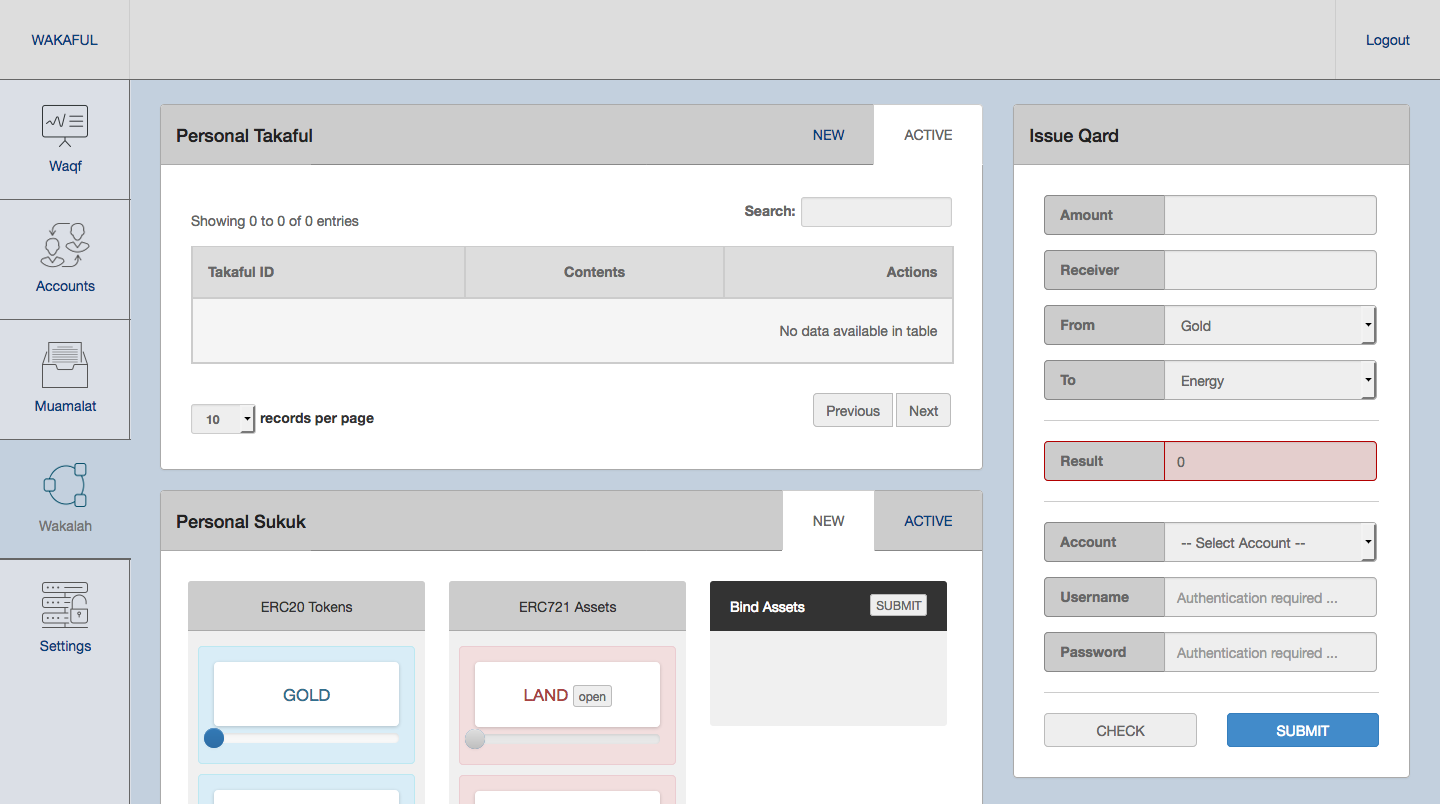 WAKAFUL
Logout
Waqf
Accounts
Muamalat
Wakalah
Settings
Personal Takaful NEW ACTIVE
Showing 0 to 0 of 0 entries Search:
Takaful ID Contents Actions
No data available in table
10 records per page Previous Next
Personal Sukuk NEW ACTIVE
ERC20 Tokens ERC721 Assets Bind Assets SUBMIT
GOLD LAND open
Issue Qard
Amount
Receiver
From Gold
To Energy
Result 0
Account -- Select Account --
Username Authentication required ...
Password Authentication required ...
CHECK SUBMIT